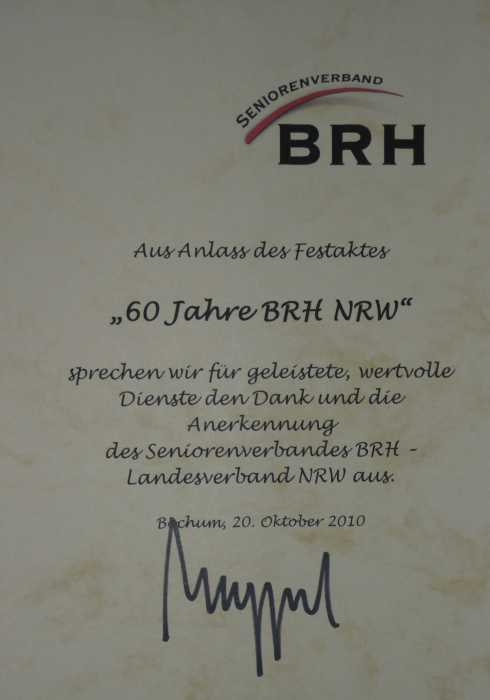 SENIORENVERBAND
BRH
Aus Anlass des Festaktes
„60 Jahre BRH NRW“
sprechen wir für geleistete, wertvolle
Dienste den Dank und die
Anerkennung
des Seniorenverbandes BRH -
Landesverband NRW aus.
Bochum, 20. Oktober 2010